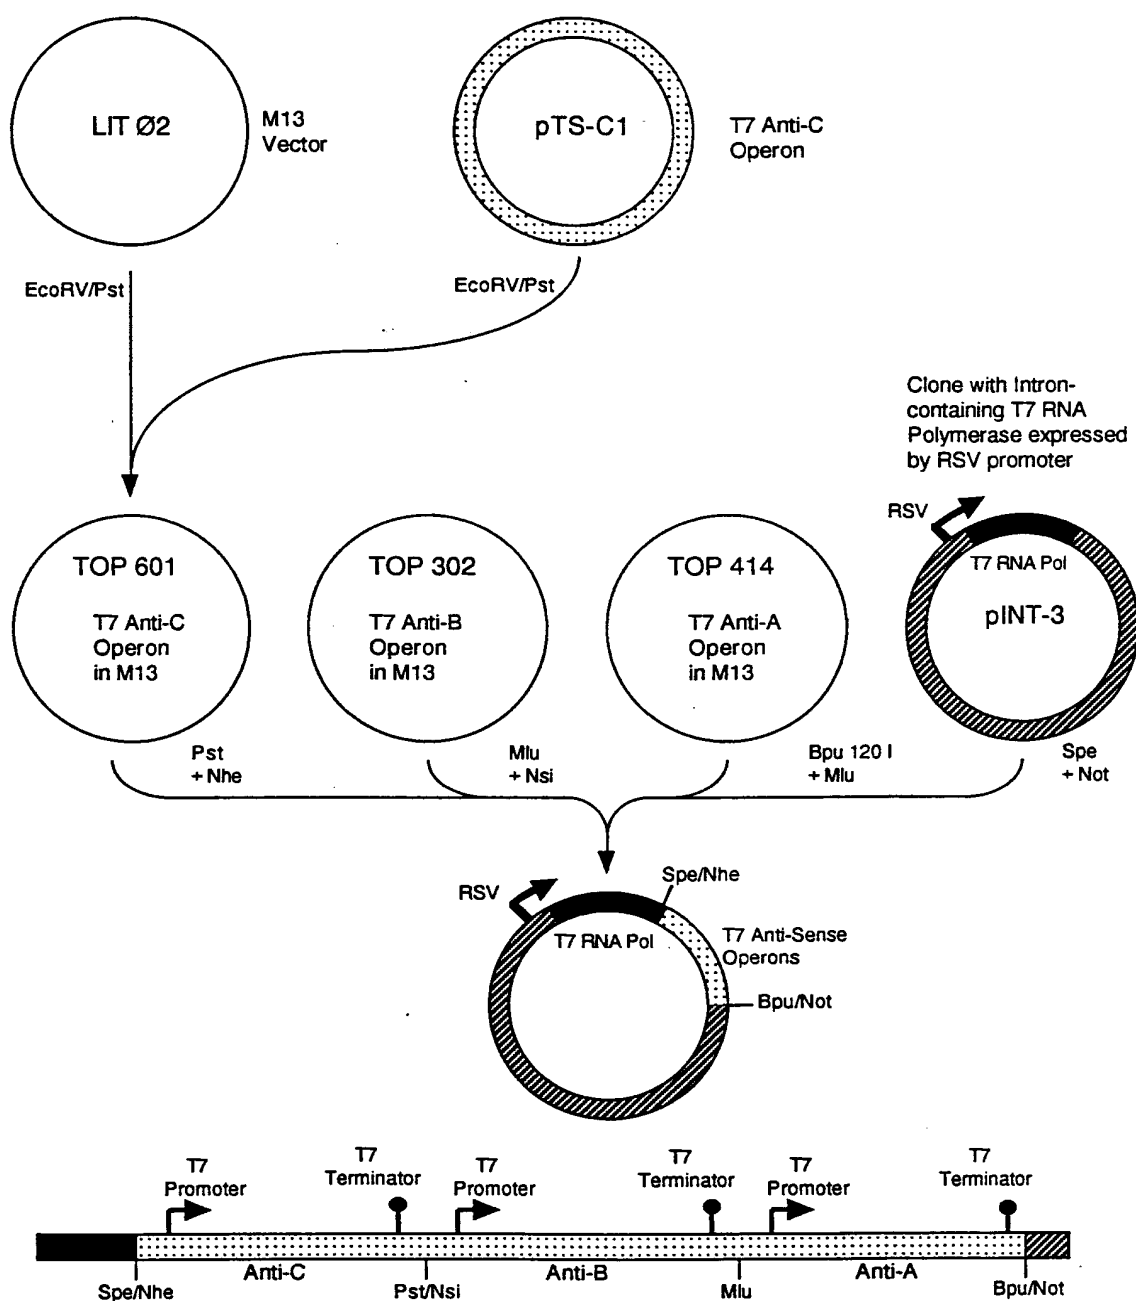 LIT Ø2
M13
Vector
pTS-C1
T7 Anti-C
Operon
EcoRV/Pst
EcoRV/Pst
Clone with Intron-
containing T7 RNA
Polymerase expressed
by RSV promoter
RSV
TOP 601
T7 Anti-C
Operon
in M13
TOP 302
T7 Anti-B
Operon
in M13
TOP 414
T7 Anti-A
Operon
in M13
T7 RNA Pol
pINT-3
Pst
+ Nhe
Mlu
+ Nsi
Bpu 120 I
+ Mlu
Spe
+ Not
RSV
Spe/Nhe
T7 RNA Pol
T7 Anti-Sense
Operons
Bpu/Not
T7
Promoter
T7
Terminator
T7
Promoter
T7
Terminator
T7
Promoter
T7
Terminator
Spe/Nhe
Anti-C
Pst/Nsi
Anti-B
Mlu
Anti-A
Bpu/Not